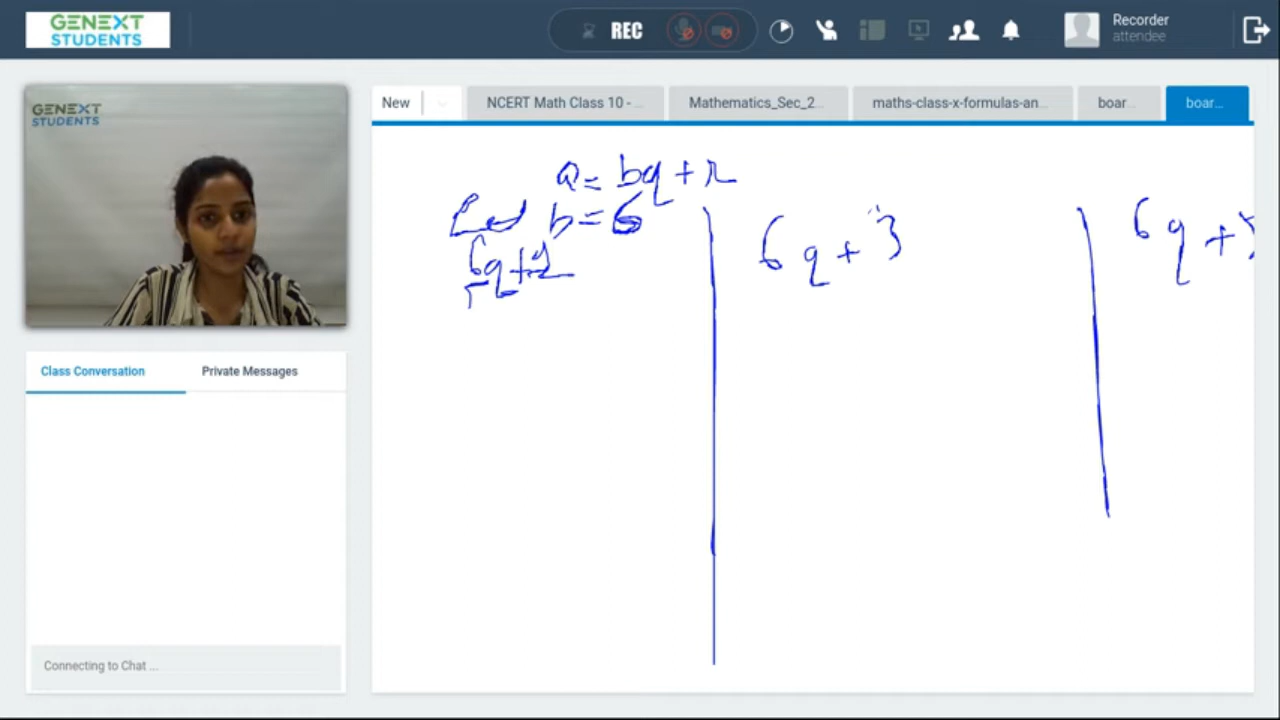 GENEXT
STUDENTS
REC
Recorder
attendee
GENEXT
STUDENTS
New
NCERT Math Class 10 - ...
Mathematics_Sec_2...
maths-class-x-formulas-an...
boar...
boar...
a = bq + r
Let b = 6
6q + 3
6q +
Class Conversation
Private Messages
Connecting to Chat ...